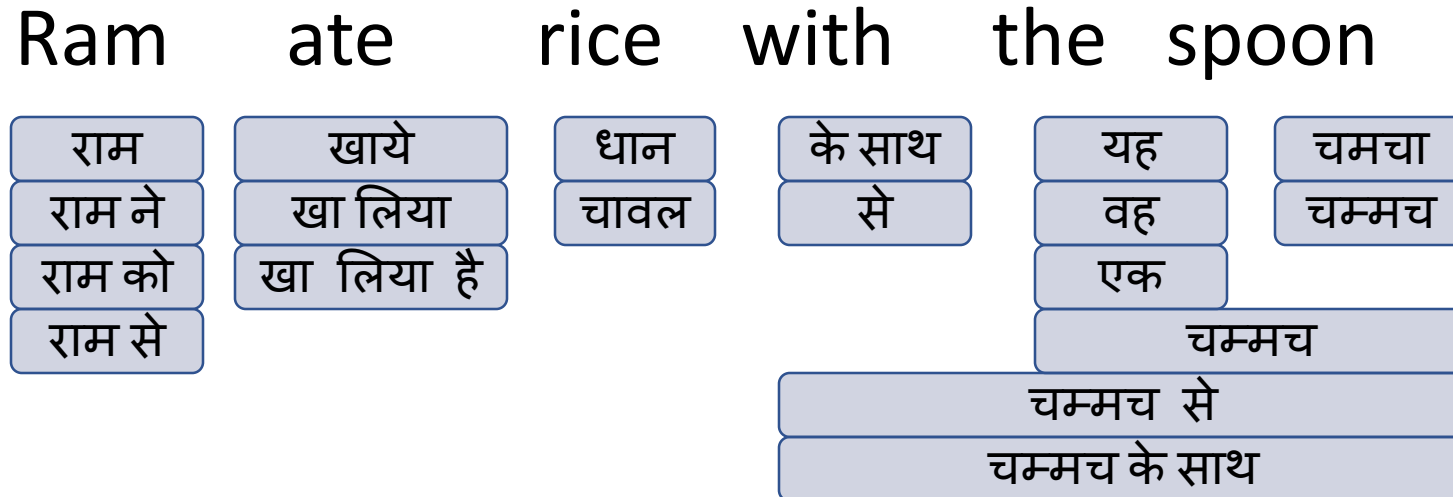 Ram ate rice with the spoon
राम खाये धान के साथ यह चमचा
राम ने खा लिया चावल से वह चम्मच
राम को खा लिया है एक
राम से चम्मच
चम्मच से
चम्मच के साथ